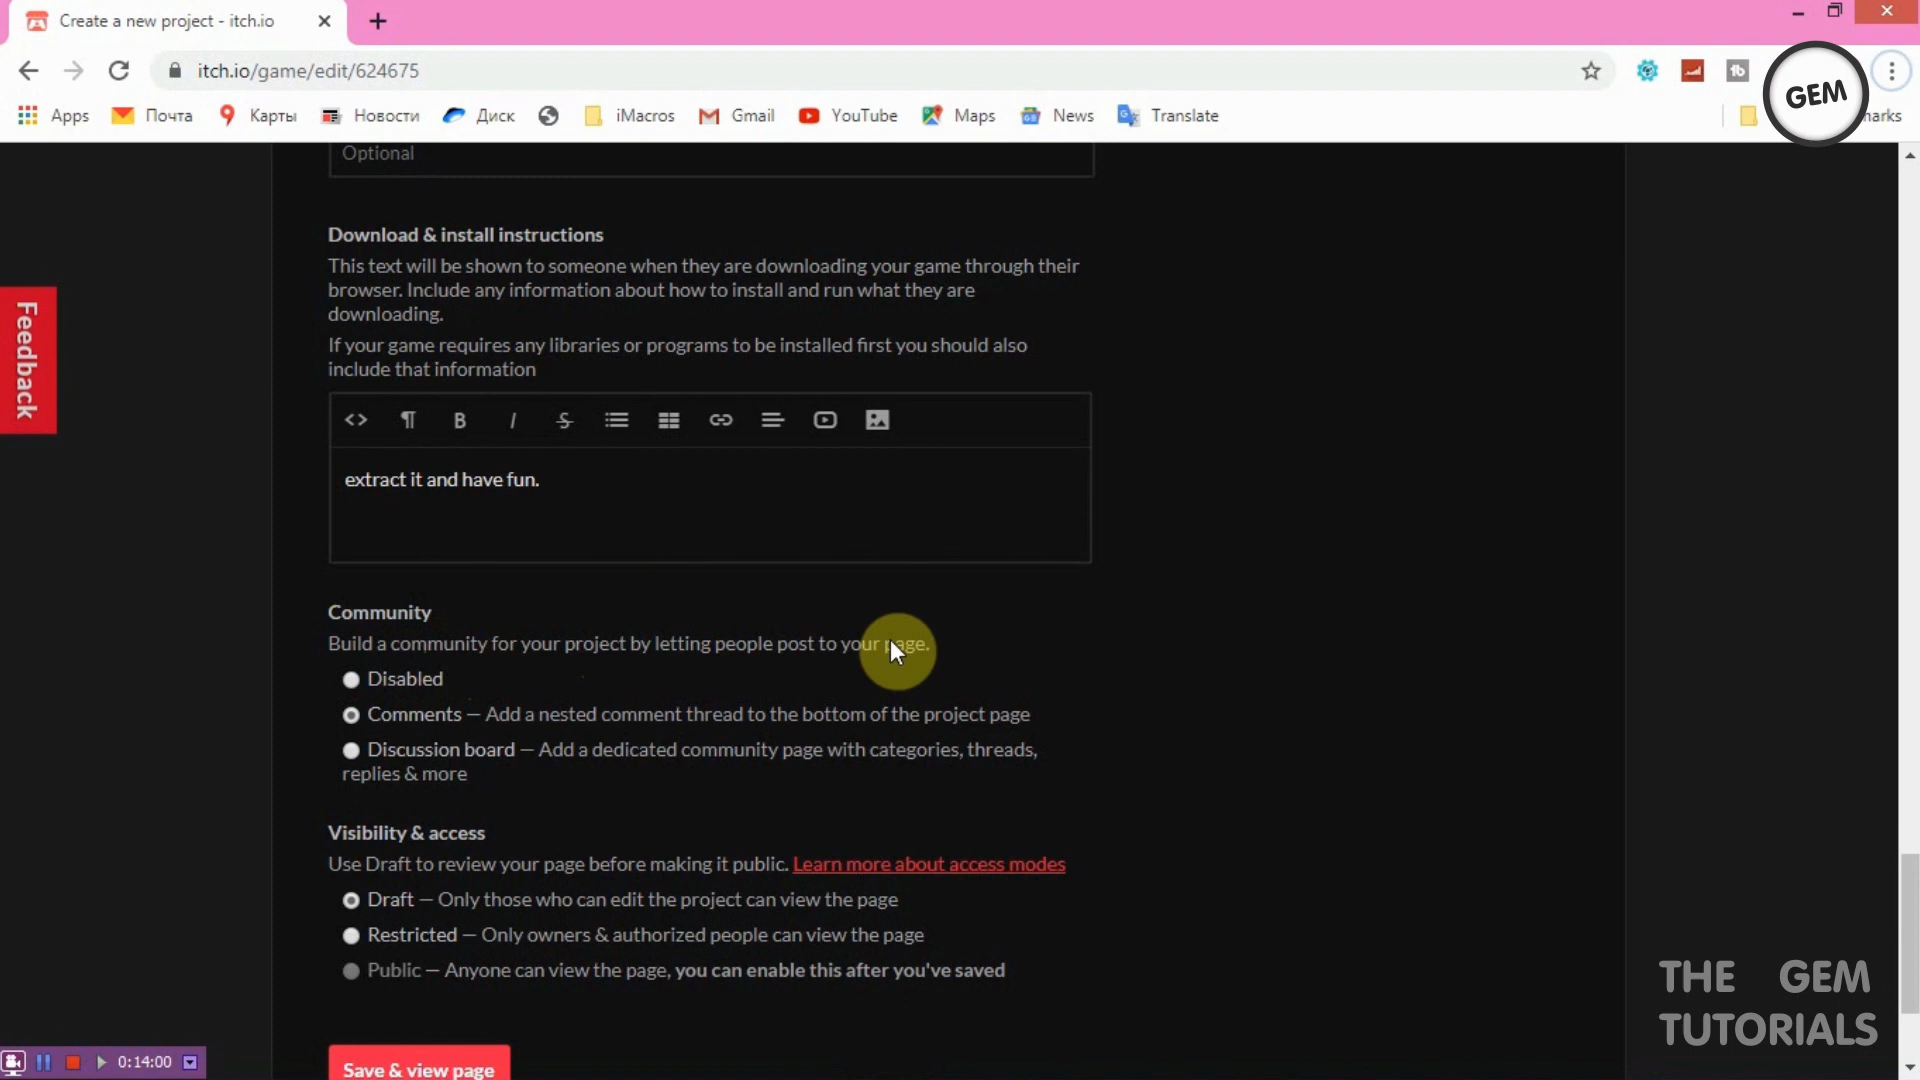 Create a new project - itch.io
itch.io/game/edit/624675
GEM
Apps Почта Карты Новости Диск iMacros Gmail YouTube Maps News Translate
Optional
Download & install instructions
This text will be shown to someone when they are downloading your game through their
browser. Include any information about how to install and run what they are
downloading.
If your game requires any libraries or programs to be installed first you should also
include that information
Feedback
extract it and have fun.
Community
Build a community for your project by letting people post to your page.
Disabled
Comments — Add a nested comment thread to the bottom of the project page
Discussion board — Add a dedicated community page with categories, threads,
replies & more
Visibility & access
Use Draft to review your page before making it public. Learn more about access modes
Draft — Only those who can edit the project can view the page
Restricted — Only owners & authorized people can view the page
Public — Anyone can view the page, you can enable this after you've saved
Save & view page
0:14:00
THE GEM
TUTORIALS